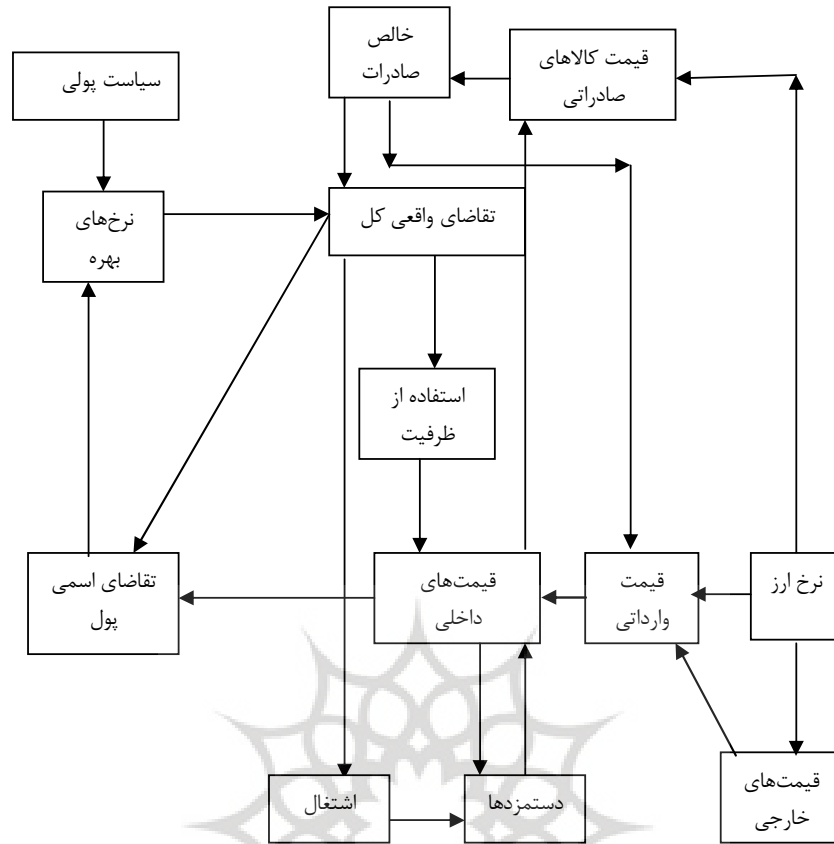 خالص
صادرات
قیمت کالاهای
صادراتی
سیاست پولی
نرخ‌های
بهره
تقاضای واقعی کل
استفاده از
ظرفیت
نرخ ارز
قیمت
وارداتی
قیمت‌های
داخلی
تقاضای اسمی
پول
قیمت‌های
خارجی
دستمزدها
اشتغال